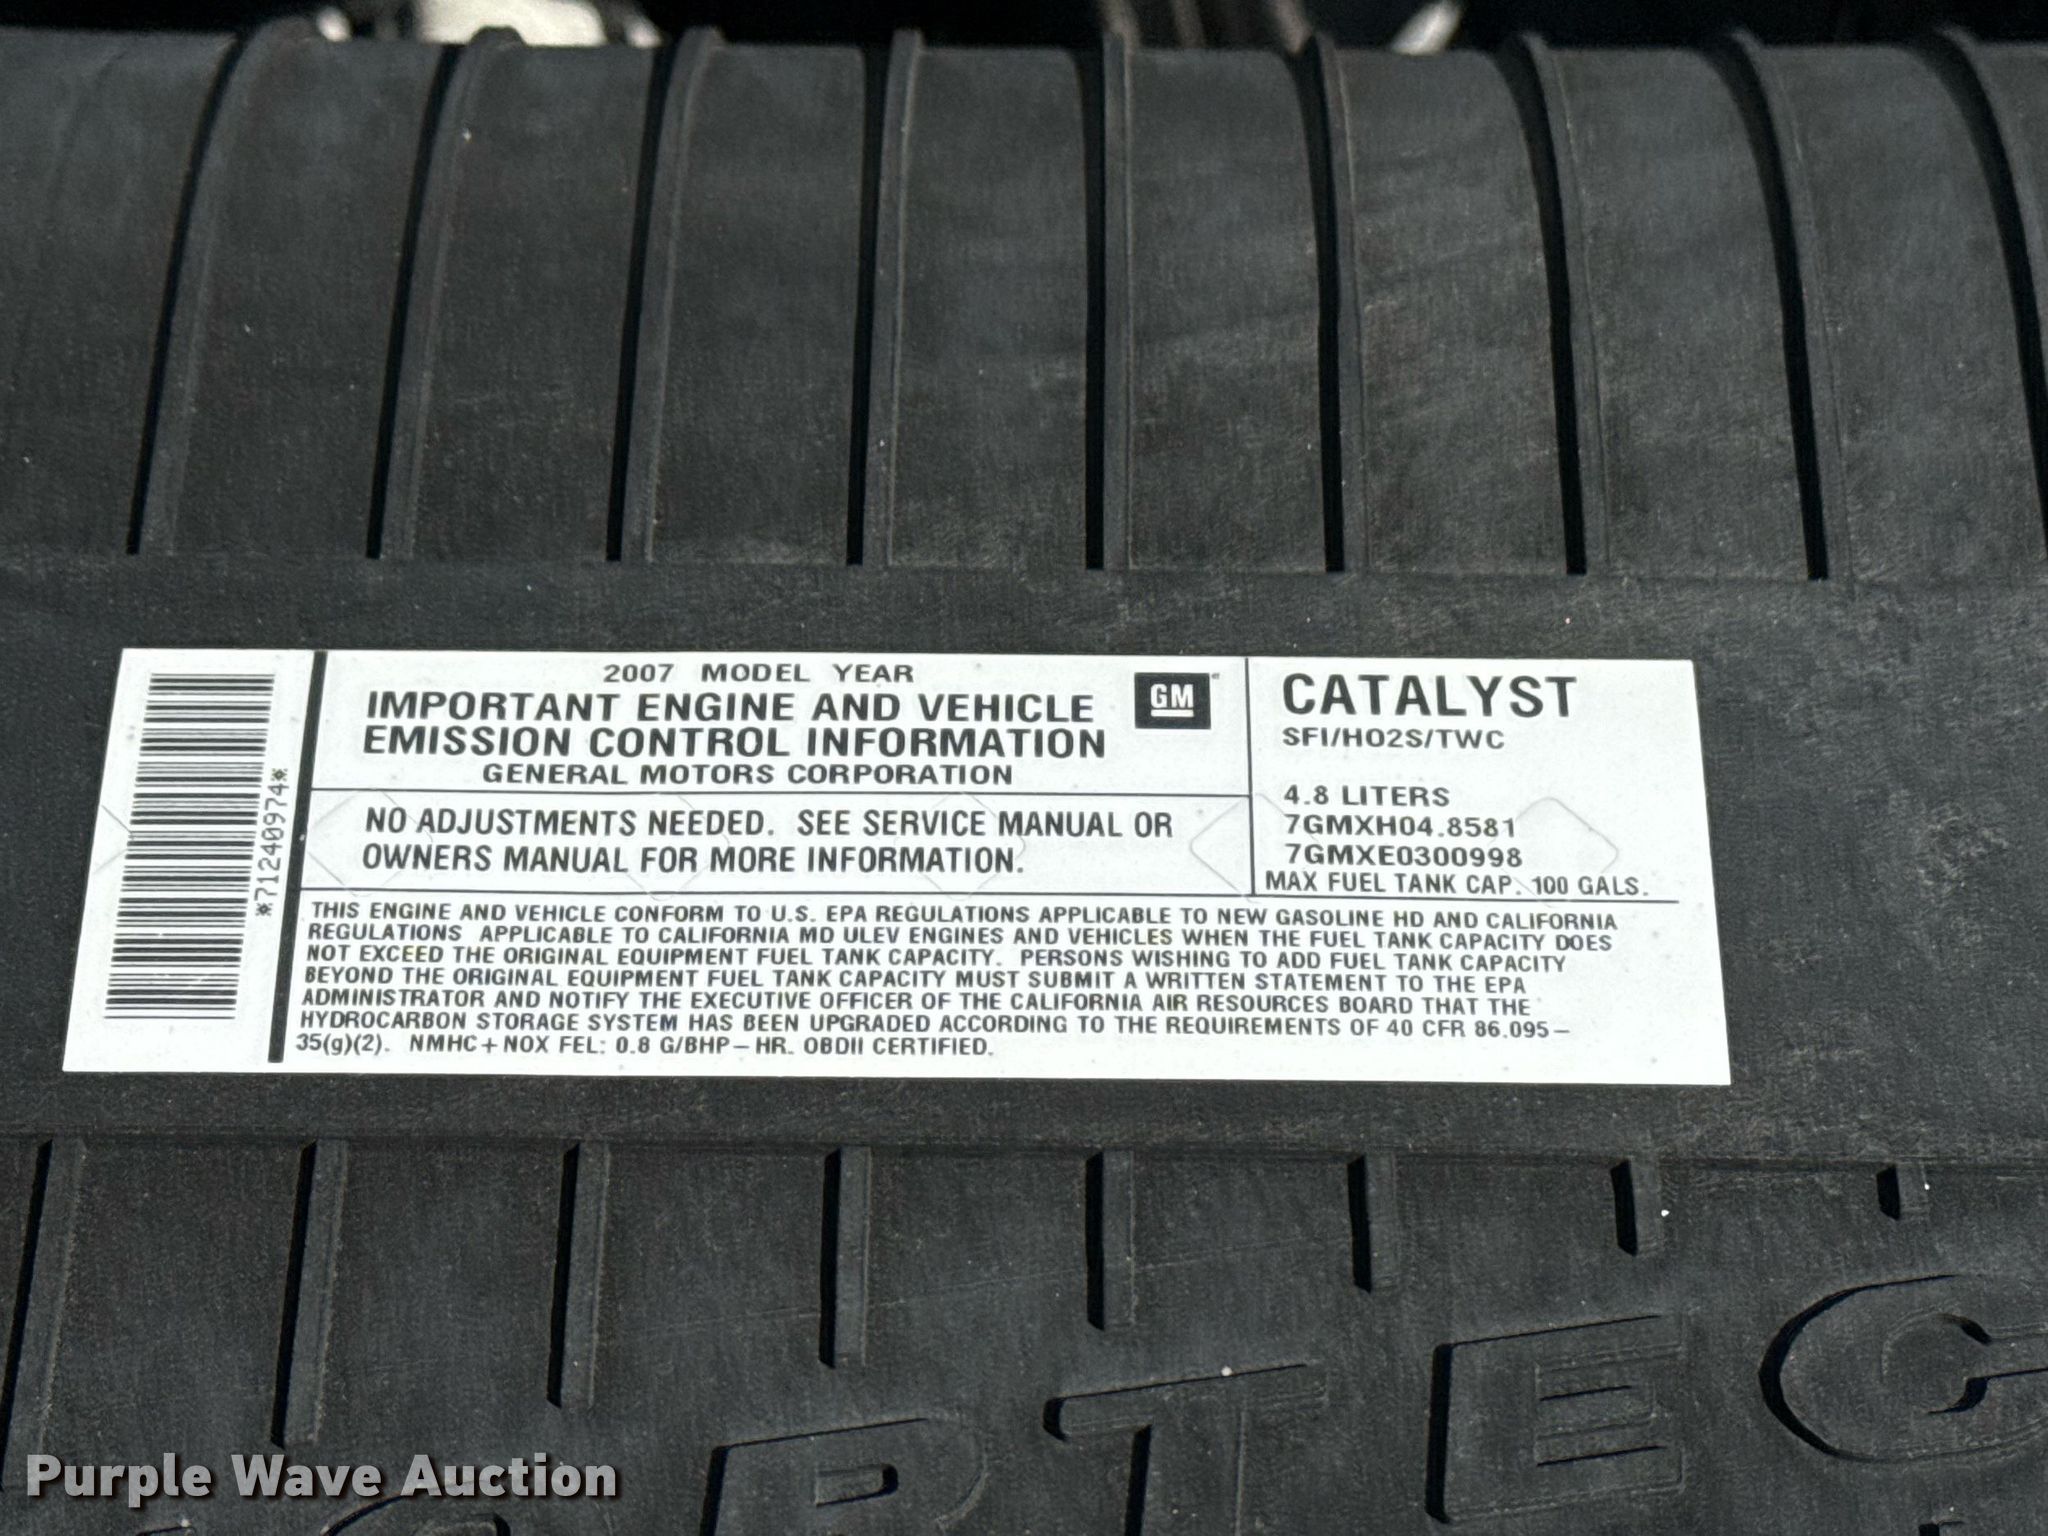 *712409974*
2007 MODEL YEAR
IMPORTANT ENGINE AND VEHICLE
EMISSION CONTROL INFORMATION
GENERAL MOTORS CORPORATION
GM
NO ADJUSTMENTS NEEDED. SEE SERVICE MANUAL OR
OWNERS MANUAL FOR MORE INFORMATION.
CATALYST
SFI/HO2S/TWC
4.8 LITERS
7GMXH04.8581
7GMXE0300998
MAX FUEL TANK CAP. 100 GALS.
THIS ENGINE AND VEHICLE CONFORM TO U.S. EPA REGULATIONS APPLICABLE TO NEW GASOLINE HD AND CALIFORNIA
REGULATIONS APPLICABLE TO CALIFORNIA MD ULEV ENGINES AND VEHICLES WHEN THE FUEL TANK CAPACITY DOES
NOT EXCEED THE ORIGINAL EQUIPMENT FUEL TANK CAPACITY. PERSONS WISHING TO ADD FUEL TANK CAPACITY
BEYOND THE ORIGINAL EQUIPMENT FUEL TANK CAPACITY MUST SUBMIT A WRITTEN STATEMENT TO THE EPA
ADMINISTRATOR AND NOTIFY THE EXECUTIVE OFFICER OF THE CALIFORNIA AIR RESOURCES BOARD THAT THE
HYDROCARBON STORAGE SYSTEM HAS BEEN UPGRADED ACCORDING TO THE REQUIREMENTS OF 40 CFR 86.095–
35(g)(2). NMHC+NOX FEL: 0.8 G/BHP–HR. OBDII CERTIFIED.
Purple Wave Auction